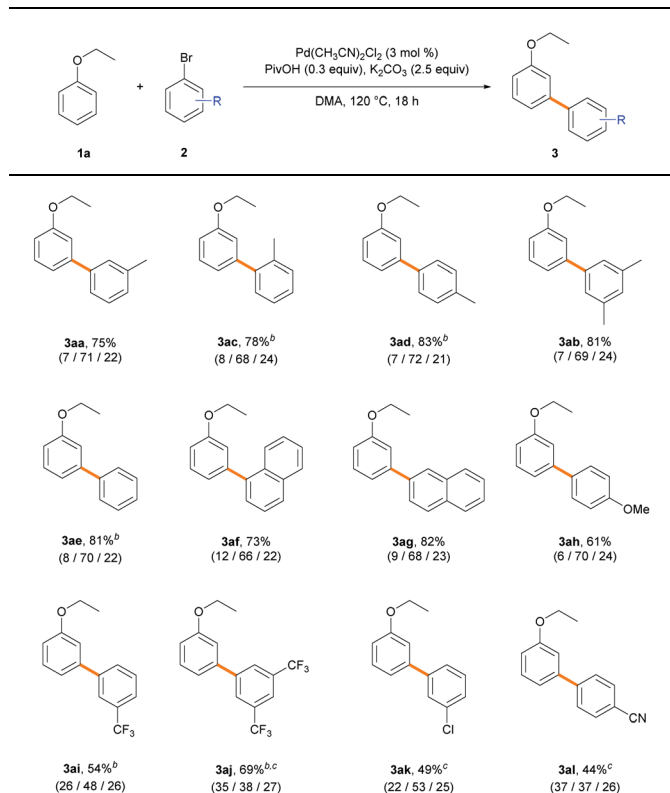 O
Br
R
1a
+
2
Pd(CH₃CN)₂Cl₂ (3 mol %)
PivOH (0.3 equiv), K₂CO₃ (2.5 equiv)
DMA, 120 °C, 18 h
O
R
3
O
O
O
O
3aa, 75%
(7 / 71 / 22)
3ac, 78%ᵇ
(8 / 68 / 24)
3ad, 83%ᵇ
(7 / 72 / 21)
3ab, 81%
(7 / 69 / 24)
O
O
O
O
OMe
3ae, 81%ᵇ
(8 / 70 / 22)
3af, 73%
(12 / 66 / 22)
3ag, 82%
(9 / 68 / 23)
3ah, 61%
(6 / 70 / 24)
O
CF₃
O
CF₃
CF₃
O
Cl
O
CN
3ai, 54%ᵇ
(26 / 48 / 26)
3aj, 69%ᵇ,ᶜ
(35 / 38 / 27)
3ak, 49%ᶜ
(22 / 53 / 25)
3al, 44%ᶜ
(37 / 37 / 26)